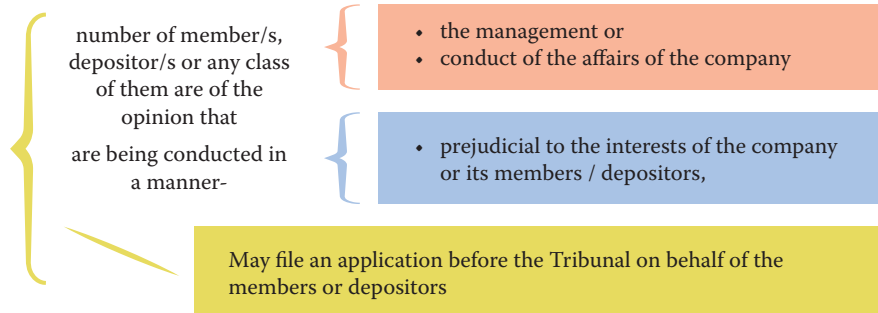 number of member/s,
depositor/s or any class
of them are of the
opinion that
• the management or
• conduct of the affairs of the company
are being conducted in
a manner-
• prejudicial to the interests of the company
or its members / depositors,
May file an application before the Tribunal on behalf of the
members or depositors